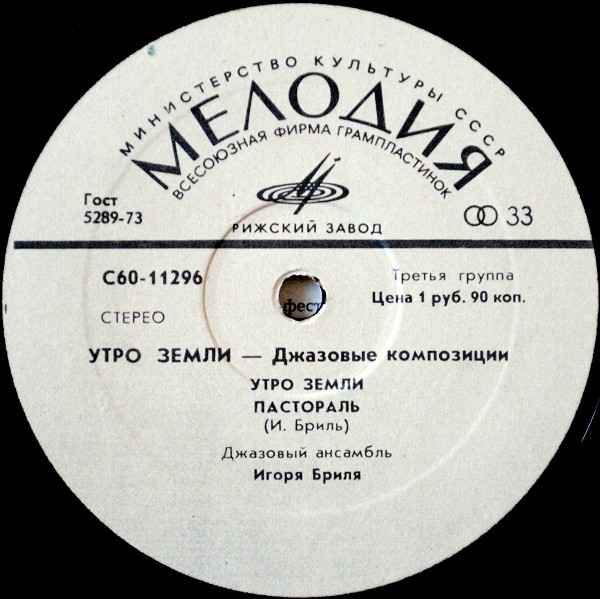 МИНИСТЕРСТВО КУЛЬТУРЫ СССР
МЕЛОДИЯ
ВСЕСОЮЗНАЯ ФИРМА ГРАМПЛАСТИНОК
Гост
5289-73
33
РИЖСКИЙ ЗАВОД
С60-11296
Третья группа
Цена 1 руб. 90 коп.
фест
СТЕРЕО
УТРО ЗЕМЛИ — Джазовые композиции
УТРО ЗЕМЛИ
ПАСТОРАЛЬ
(И. Бриль)
Джазовый ансамбль
Игоря Бриля